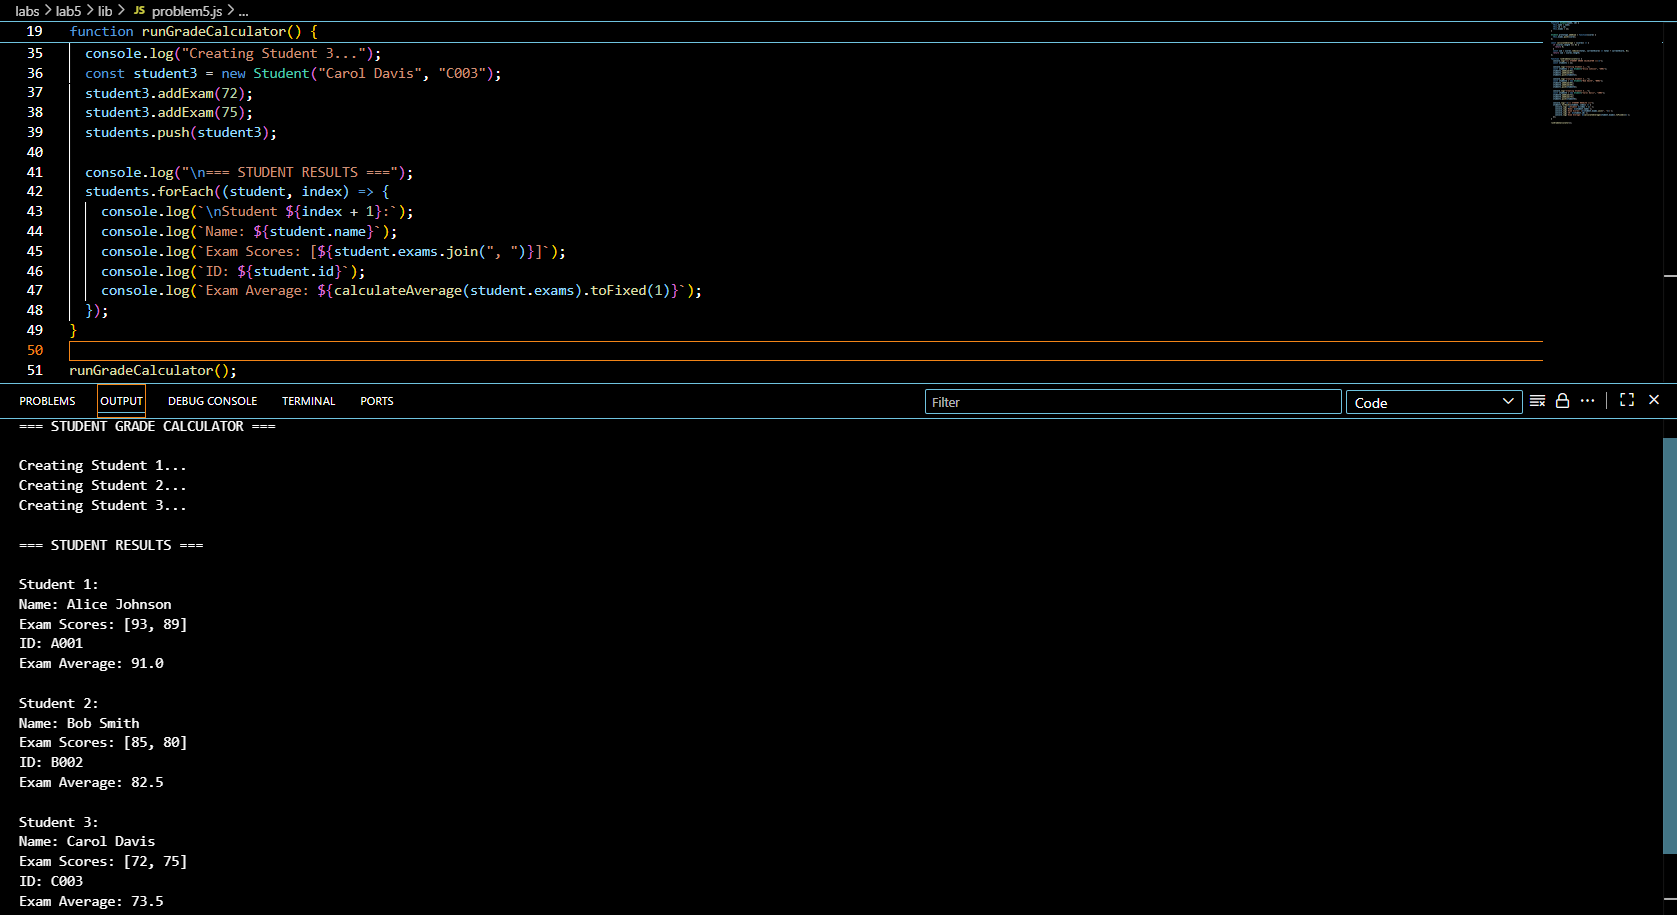 labs > lab5 > lib > JS problem5.js > ...
19 function runGradeCalculator() {
35   console.log("Creating Student 3...");
36   const student3 = new Student("Carol Davis", "C003");
37   student3.addExam(72);
38   student3.addExam(75);
39   students.push(student3);
40
41   console.log("\n=== STUDENT RESULTS ===");
42   students.forEach((student, index) => {
43     console.log(`\nStudent ${index + 1}:`);
44     console.log(`Name: ${student.name}`);
45     console.log(`Exam Scores: [${student.exams.join(", ")}]`);
46     console.log(`ID: ${student.id}`);
47     console.log(`Exam Average: ${calculateAverage(student.exams).toFixed(1)}`);
48   });
49 }
50
51 runGradeCalculator();
PROBLEMS OUTPUT DEBUG CONSOLE TERMINAL PORTS Filter Code
=== STUDENT GRADE CALCULATOR ===
Creating Student 1...
Creating Student 2...
Creating Student 3...
=== STUDENT RESULTS ===
Student 1:
Name: Alice Johnson
Exam Scores: [93, 89]
ID: A001
Exam Average: 91.0
Student 2:
Name: Bob Smith
Exam Scores: [85, 80]
ID: B002
Exam Average: 82.5
Student 3:
Name: Carol Davis
Exam Scores: [72, 75]
ID: C003
Exam Average: 73.5